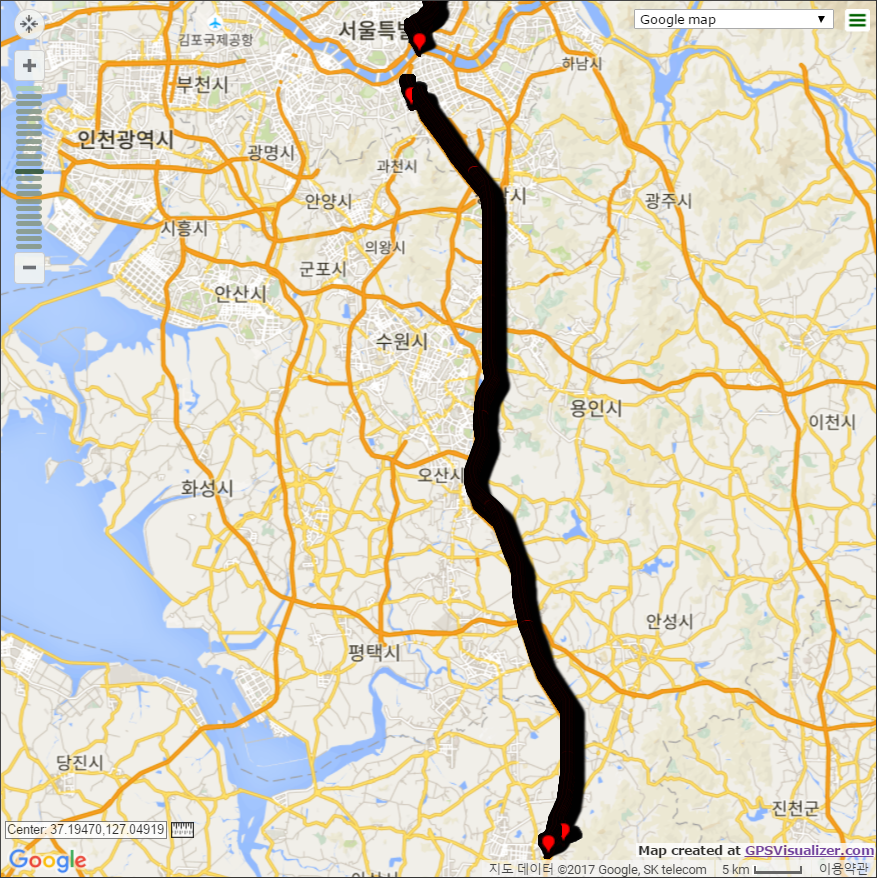 Google map ▼
서울특별
김포국제공항
하남시
부천시
인천광역시
광명시
과천시
안양시
남시
광주시
시흥시
의왕시
군포시
안산시
수원시
용인시
이천시
오산시
화성시
안성시
평택시
당진시
진천군
Center: 37.19470,127.04919
Map created at GPSVisualizer.com
Google
지도 데이터 ©2017 Google, SK telecom 5 km 이용약관